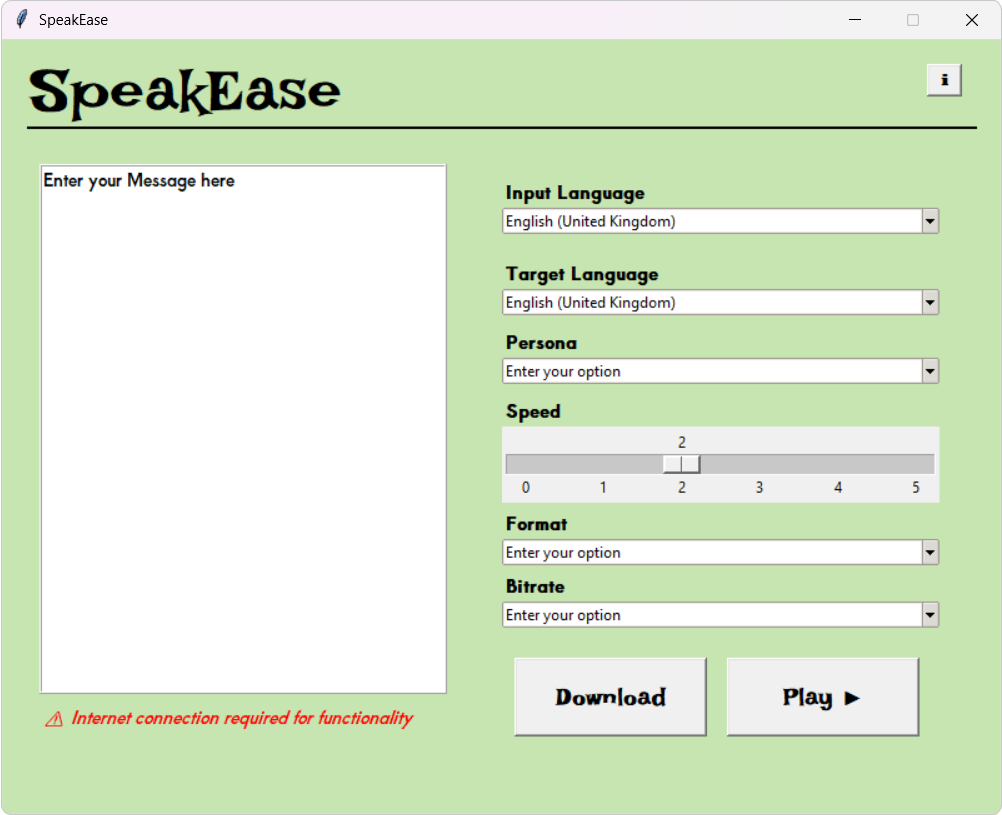 SpeakEase
SpeakEase
i
Enter your Message here
Input Language
English (United Kingdom)
Target Language
English (United Kingdom)
Persona
Enter your option
Speed
2
0 1 2 3 4 5
Format
Enter your option
Bitrate
Enter your option
Download
Play ►
⚠ Internet connection required for functionality